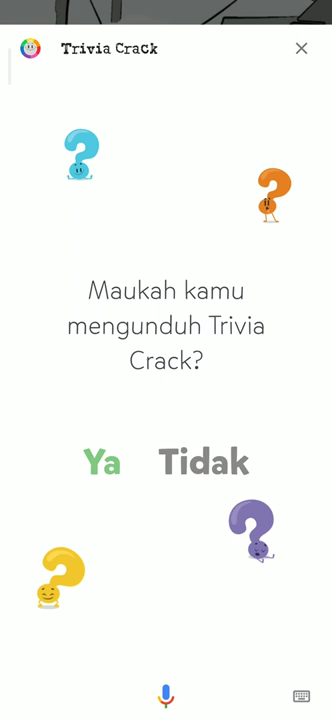 Trivia Crack
Maukah kamu
mengunduh Trivia
Crack?
Ya Tidak